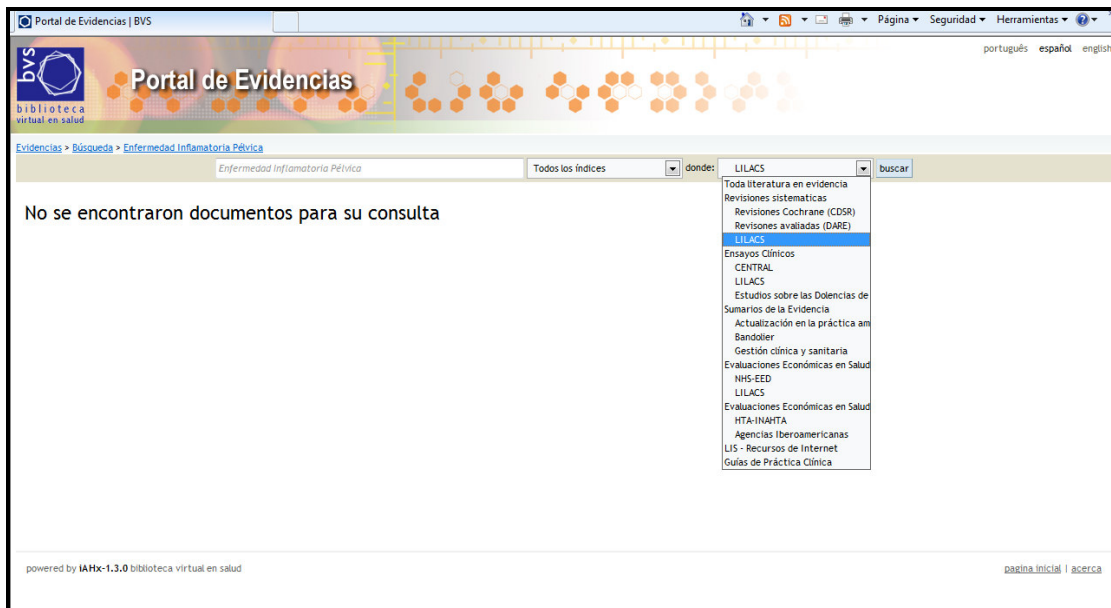 Portal de Evidencias | BVS
Página Seguridad Herramientas
português español english
bvs
biblioteca
virtual en salud
Portal de Evidencias
Evidencias > Búsqueda > Enfermedad Inflamatoria Pélvica
Enfermedad Inflamatoria Pélvica Todos los índices donde: LILACS buscar
No se encontraron documentos para su consulta
Toda literatura en evidencia
Revisiones sistematicas
Revisiones Cochrane (CDSR)
Revisones avaliadas (DARE)
LILACS
Ensayos Clínicos
CENTRAL
LILACS
Estudios sobre las Dolencias de
Sumarios de la Evidencia
Actualización en la práctica am
Bandolier
Gestión clínica y sanitaria
Evaluaciones Económicas en Salud
NHS-EED
LILACS
Evaluaciones Económicas en Salud
HTA-INAHTA
Agencias Iberoamericanas
LIS - Recursos de Internet
Guías de Práctica Clínica
powered by iAHx-1.3.0 biblioteca virtual en salud
pagina inicial | acerca